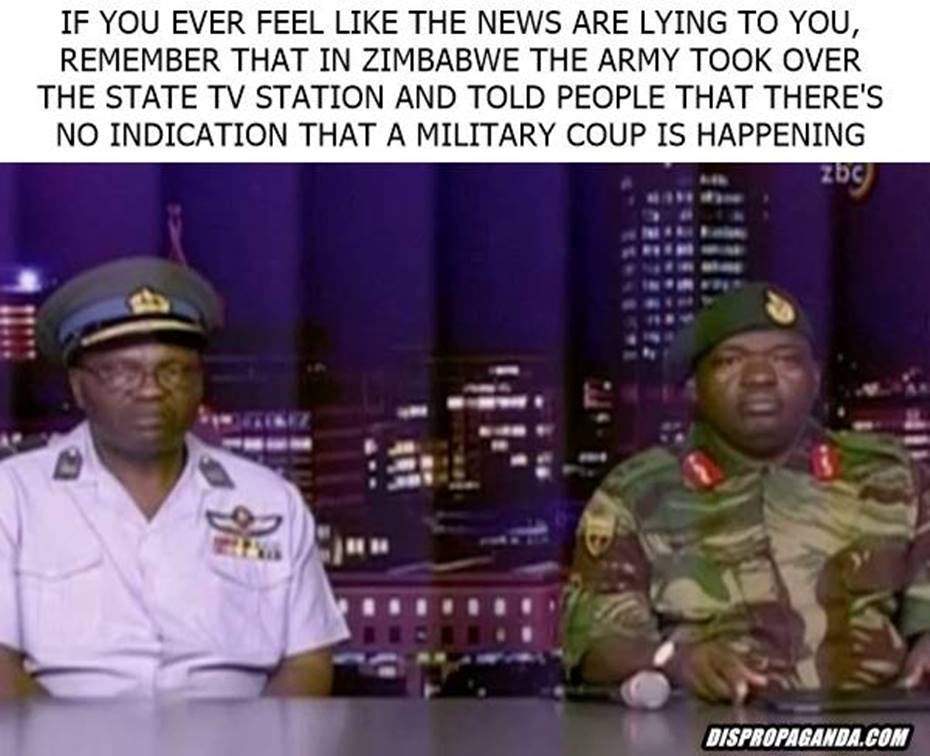 IF YOU EVER FEEL LIKE THE NEWS ARE LYING TO YOU,
REMEMBER THAT IN ZIMBABWE THE ARMY TOOK OVER
THE STATE TV STATION AND TOLD PEOPLE THAT THERE'S
NO INDICATION THAT A MILITARY COUP IS HAPPENING
zbc
DISPROPAGANDA.COM